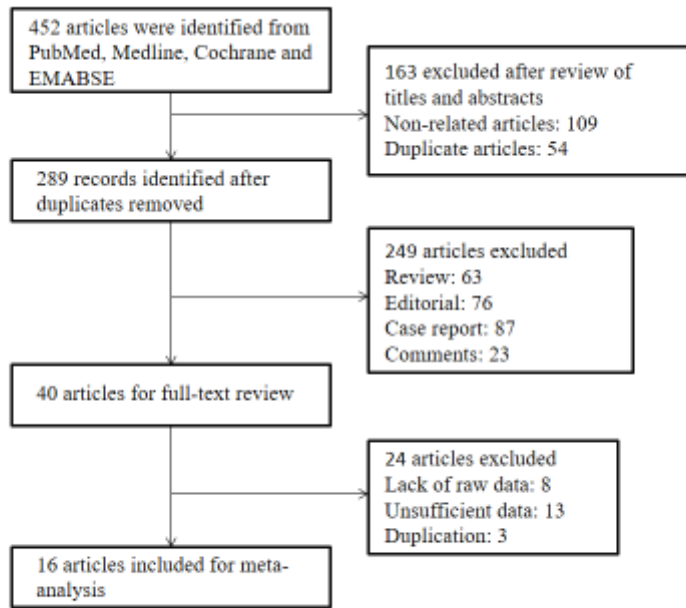 452 articles were identified from
PubMed, Medline, Cochrane and
EMABSE
163 excluded after review of
titles and abstracts
Non-related articles: 109
Duplicate articles: 54
289 records identified after
duplicates removed
249 articles excluded
Review: 63
Editorial: 76
Case report: 87
Comments: 23
40 articles for full-text review
24 articles excluded
Lack of raw data: 8
Unsufficient data: 13
Duplication: 3
16 articles included for meta-
analysis